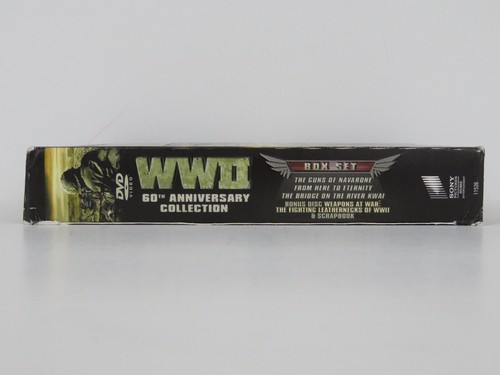 DVD
VIDEO
WWII
60TH ANNIVERSARY
COLLECTION
BOX SET
THE GUNS OF NAVARONE
FROM HERE TO ETERNITY
THE BRIDGE ON THE RIVER KWAI
BONUS DISC WEAPONS AT WAR:
THE FIGHTING LEATHERNECKS OF WWII
& SCRAPBOOK
SONY
PICTURES